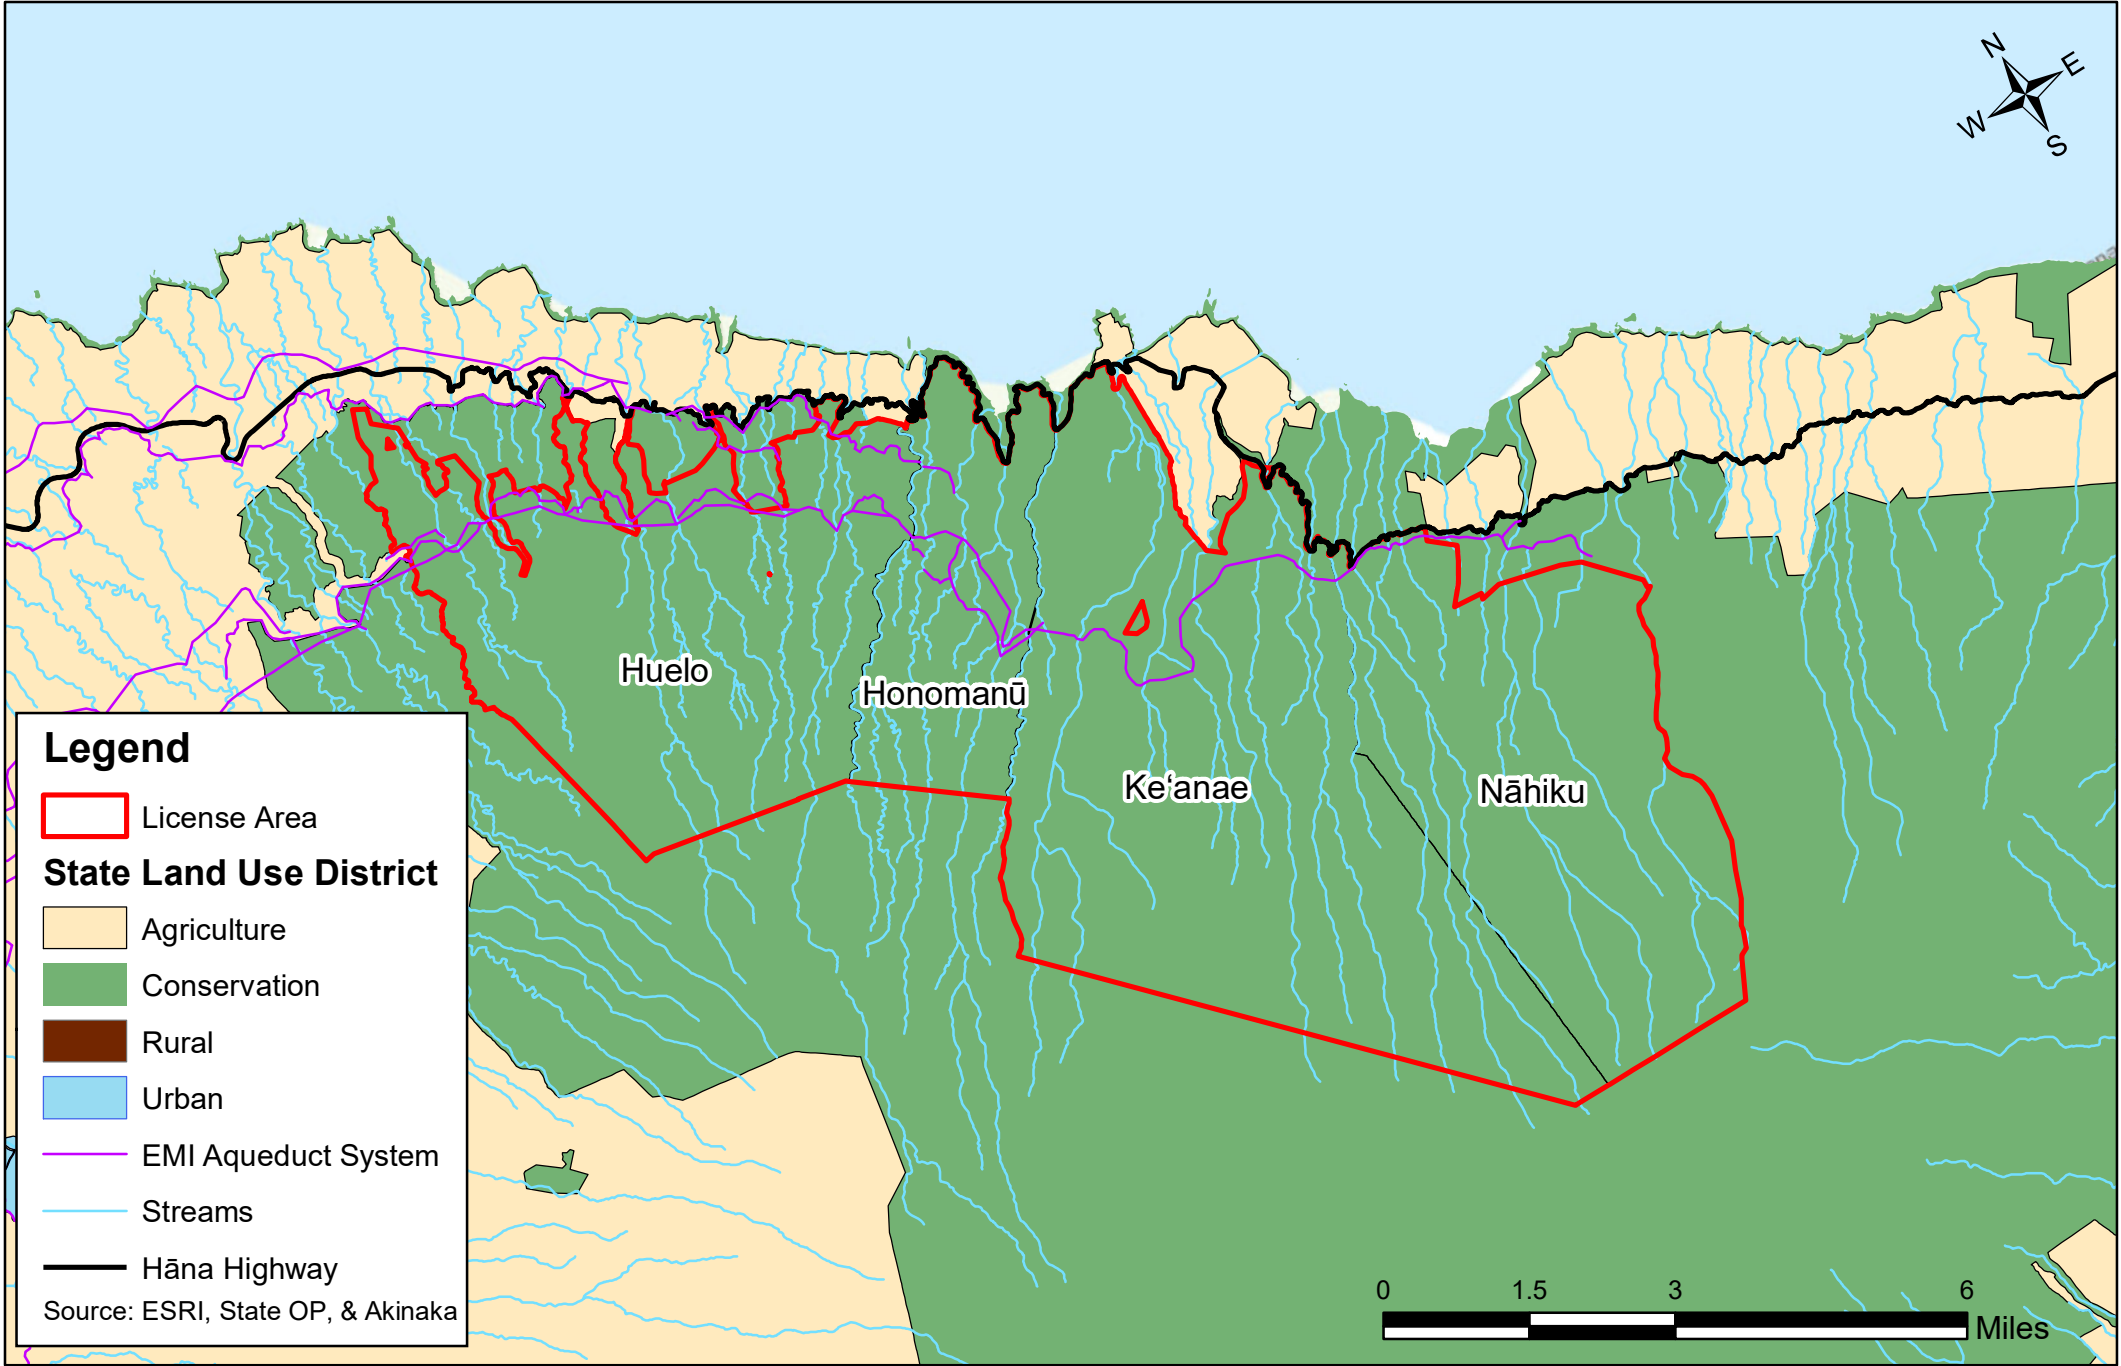 N
E
W
S
Huelo
Honomanū
Keʻanae
Nāhiku
Legend
License Area
State Land Use District
Agriculture
Conservation
Rural
Urban
EMI Aqueduct System
Streams
Hāna Highway
Source: ESRI, State OP, & Akinaka
0 1.5 3 6
Miles